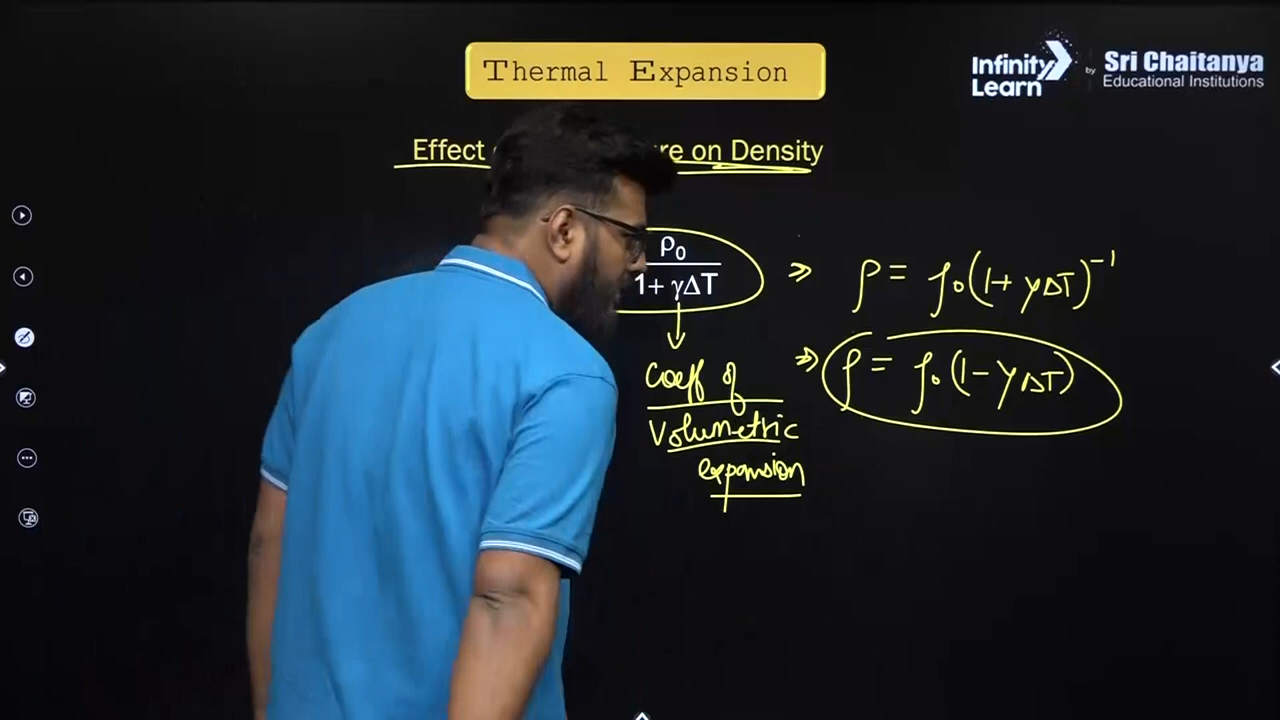 Thermal Expansion
Infinity Learn by Sri Chaitanya Educational Institutions
Effect re on Density
ρ₀
1+ γΔT
⇒ ρ = ρ₀(1+ γΔT)⁻¹
⇒ ρ = ρ₀(1- γΔT)
Coeff of
Volumetric
expansion